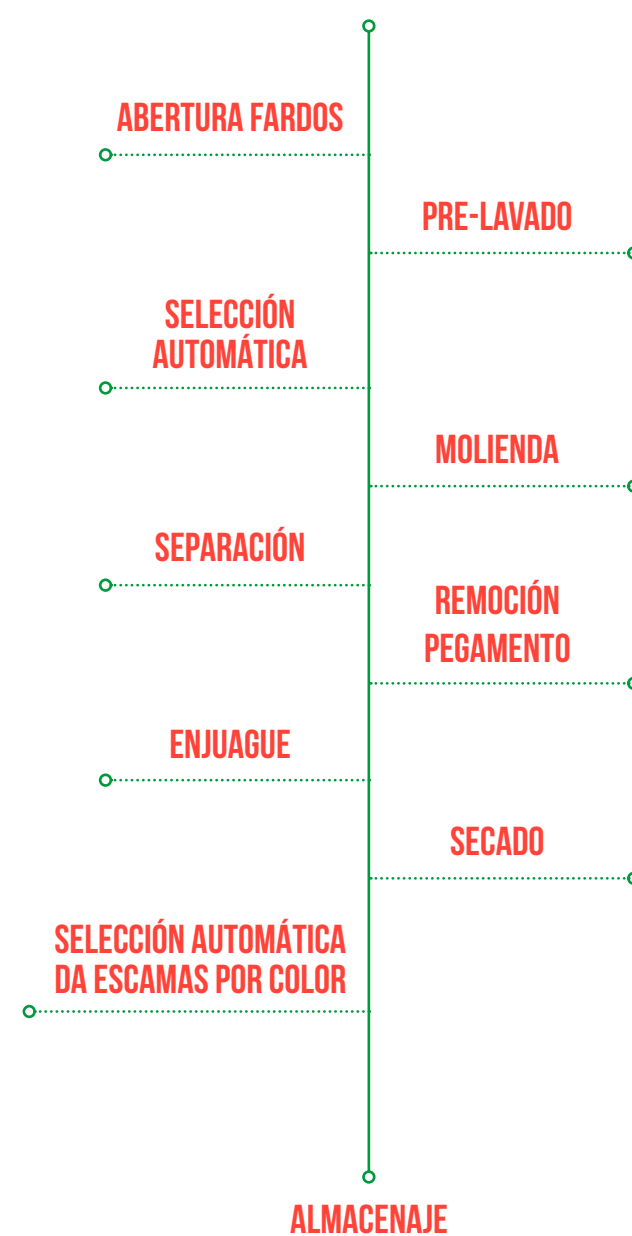 ABERTURA FARDOS
PRE-LAVADO
SELECCIÓN
AUTOMÁTICA
MOLIENDA
SEPARACIÓN
REMOCIÓN
PEGAMENTO
ENJUAGUE
SECADO
SELECCIÓN AUTOMÁTICA
DA ESCAMAS POR COLOR
ALMACENAJE